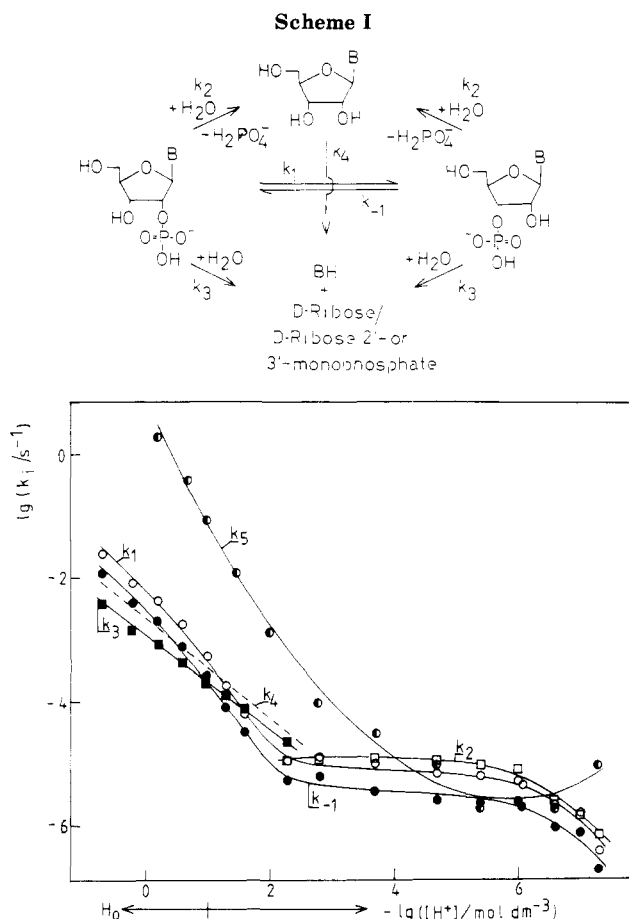 Scheme I
B
HO
O
HO OH
k2
+H2O
-H2PO4-
k2
+H2O
-H2PO4-
k4
k1
k-1
HO
O
B
HO
O
O=P-O-
OH
HO
O
B
O
OH
-O-P=O
OH
+H2O
k3
+H2O
k3
BH
+
D-Ribose/
D-Ribose 2'- or
3'-monophosphate
lg(ki/s-1)
0
-2
-4
-6
k1
k5
k3
k4
k2
k-1
0 2 4 6
H0
-lg([H+]/mol dm-3)